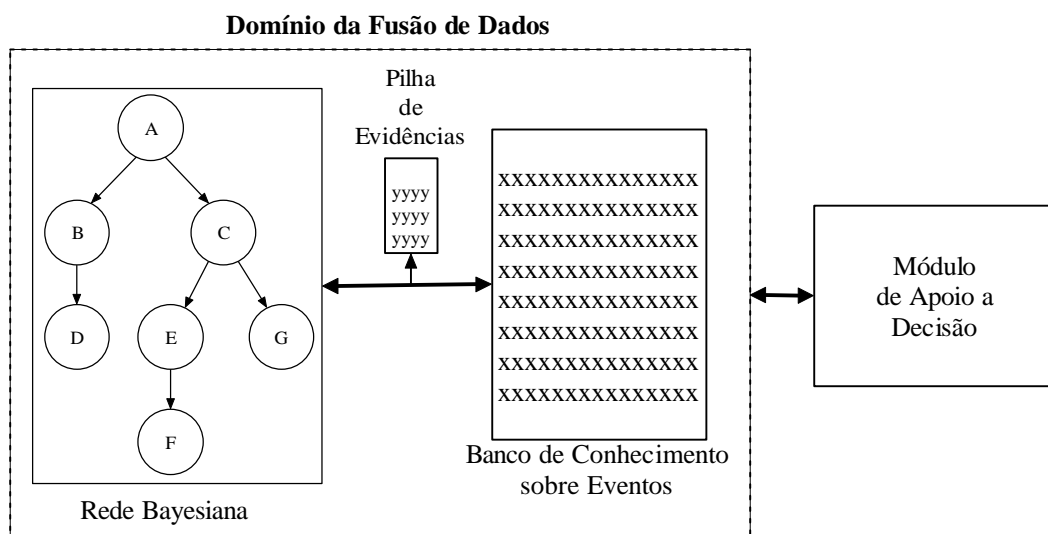 Domínio da Fusão de Dados
Pilha
de
Evidências
A
B
C
D
E
G
F
yyyy
yyyy
yyyy
xxxxxxxxxxxxxxx
xxxxxxxxxxxxxxx
xxxxxxxxxxxxxxx
xxxxxxxxxxxxxxx
xxxxxxxxxxxxxxx
xxxxxxxxxxxxxxx
xxxxxxxxxxxxxxx
xxxxxxxxxxxxxxx
Módulo
de Apoio a
Decisão
Rede Bayesiana
Banco de Conhecimento
sobre Eventos